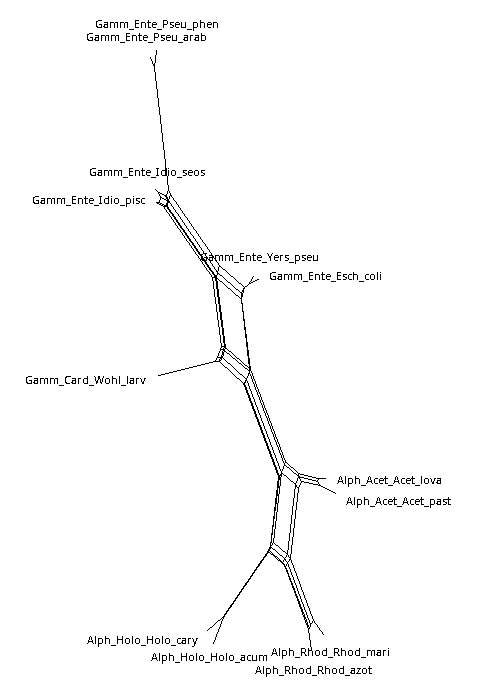 Gamm_Ente_Pseu_phen
Gamm_Ente_Pseu_arab
Gamm_Ente_Idio_seos
Gamm_Ente_Idio_pisc
Gamm_Ente_Yers_pseu
Gamm_Ente_Esch_coli
Gamm_Card_Wohl_larv
Alph_Acet_Acet_lova
Alph_Acet_Acet_past
Alph_Holo_Holo_cary
Alph_Rhod_Rhod_mari
Alph_Holo_Holo_acum
Alph_Rhod_Rhod_azot